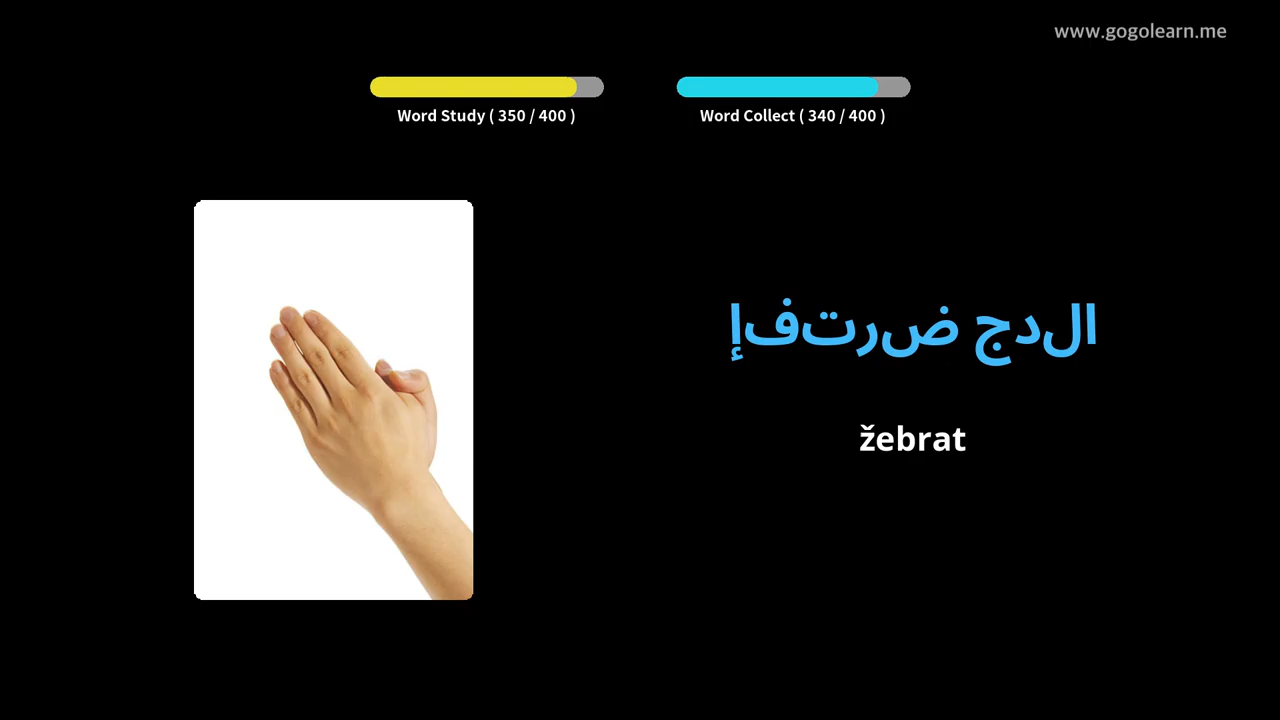 www.gogolearn.me
Word Study ( 350 / 400 )
Word Collect ( 340 / 400 )
الدج ضرتفإ
žebrat